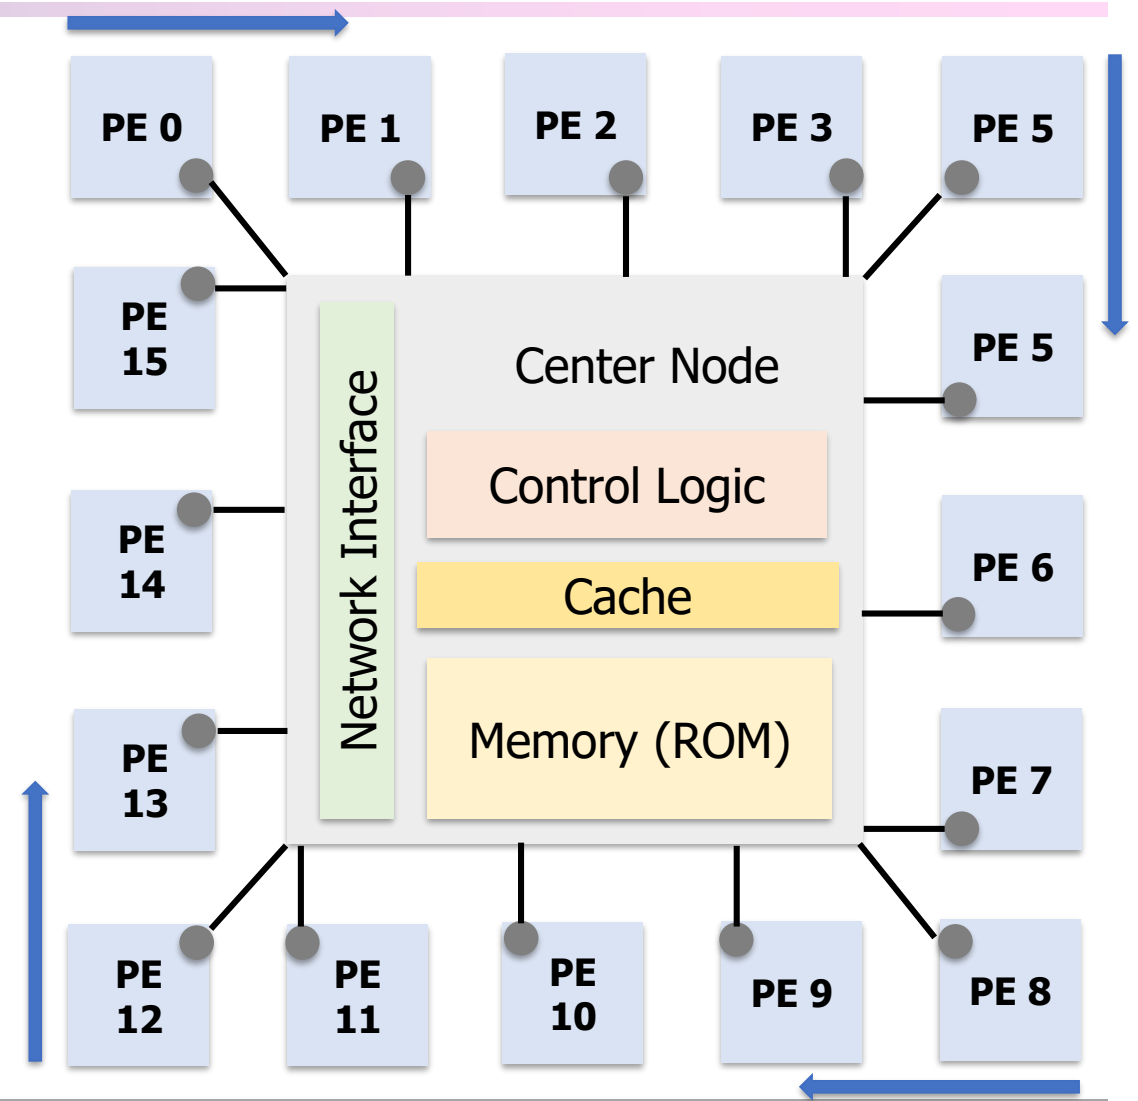 PE 0
PE 1
PE 2
PE 3
PE 5
PE
15
Center Node
PE 5
Network Interface
Control Logic
PE
14
Cache
PE 6
PE
13
Memory (ROM)
PE 7
PE
12
PE
11
PE
10
PE 9
PE 8